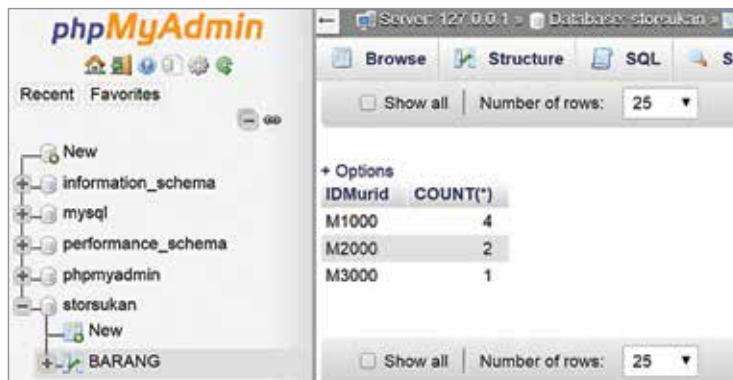 phpMyAdmin
Recent Favorites
New
information_schema
mysql
performance_schema
phpmyadmin
storsukan
New
BARANG
Server: 127.0.0.1 » Database: storsukan »
Browse Structure SQL S
Show all Number of rows: 25
+ Options
IDMurid COUNT(*)
M1000 4
M2000 2
M3000 1
Show all Number of rows: 25